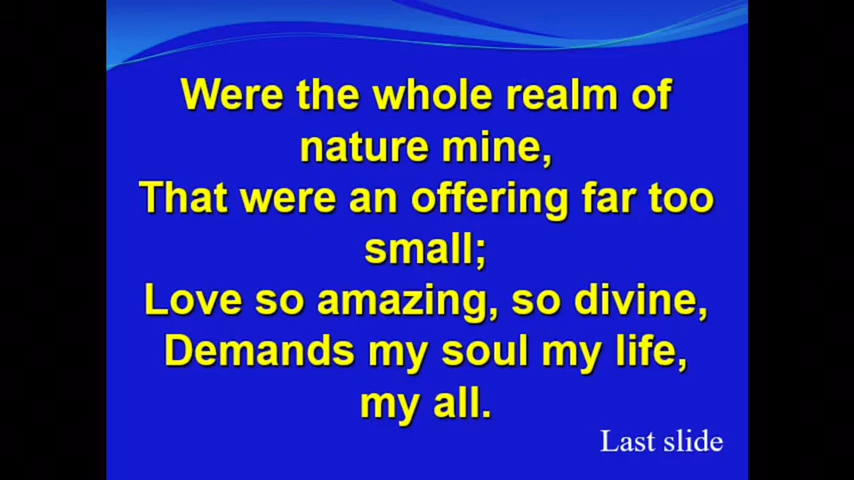 Were the whole realm of
nature mine,
That were an offering far too
small;
Love so amazing, so divine,
Demands my soul my life,
my all.
Last slide